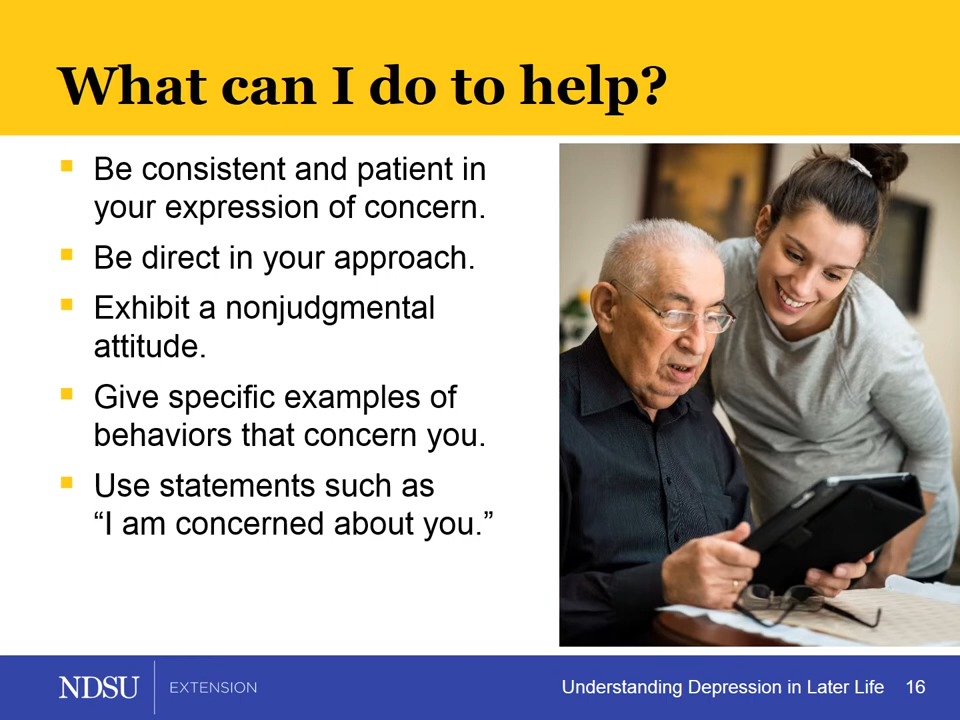 What can I do to help?
Be consistent and patient in
your expression of concern.
Be direct in your approach.
Exhibit a nonjudgmental
attitude.
Give specific examples of
behaviors that concern you.
Use statements such as
“I am concerned about you.”
NDSU EXTENSION
Understanding Depression in Later Life 16